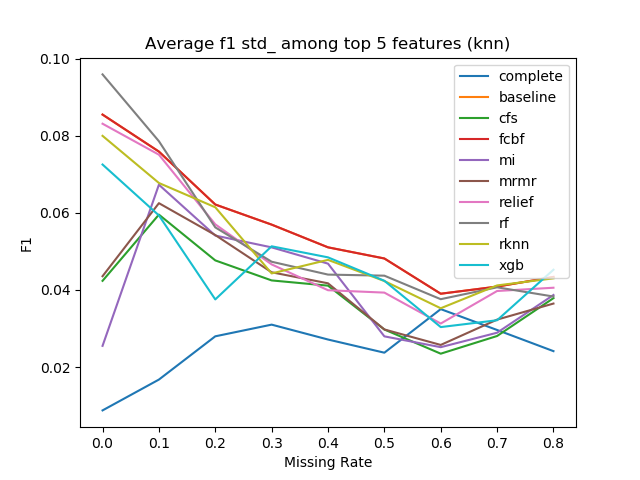 Average f1 std_ among top 5 features (knn)
0.10
0.08
0.06
0.04
0.02
F1
complete
baseline
cfs
fcbf
mi
mrmr
relief
rf
rknn
xgb
0.0 0.1 0.2 0.3 0.4 0.5 0.6 0.7 0.8
Missing Rate